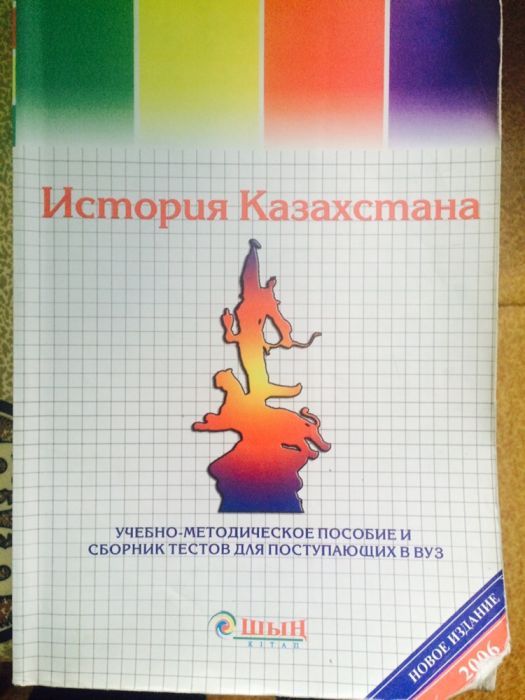 История Казахстана
УЧЕБНО-МЕТОДИЧЕСКОЕ ПОСОБИЕ И
СБОРНИК ТЕСТОВ ДЛЯ ПОСТУПАЮЩИХ В ВУЗ
ШЫҢ
КІТАП
НОВОЕ ИЗДАНИЕ
2006